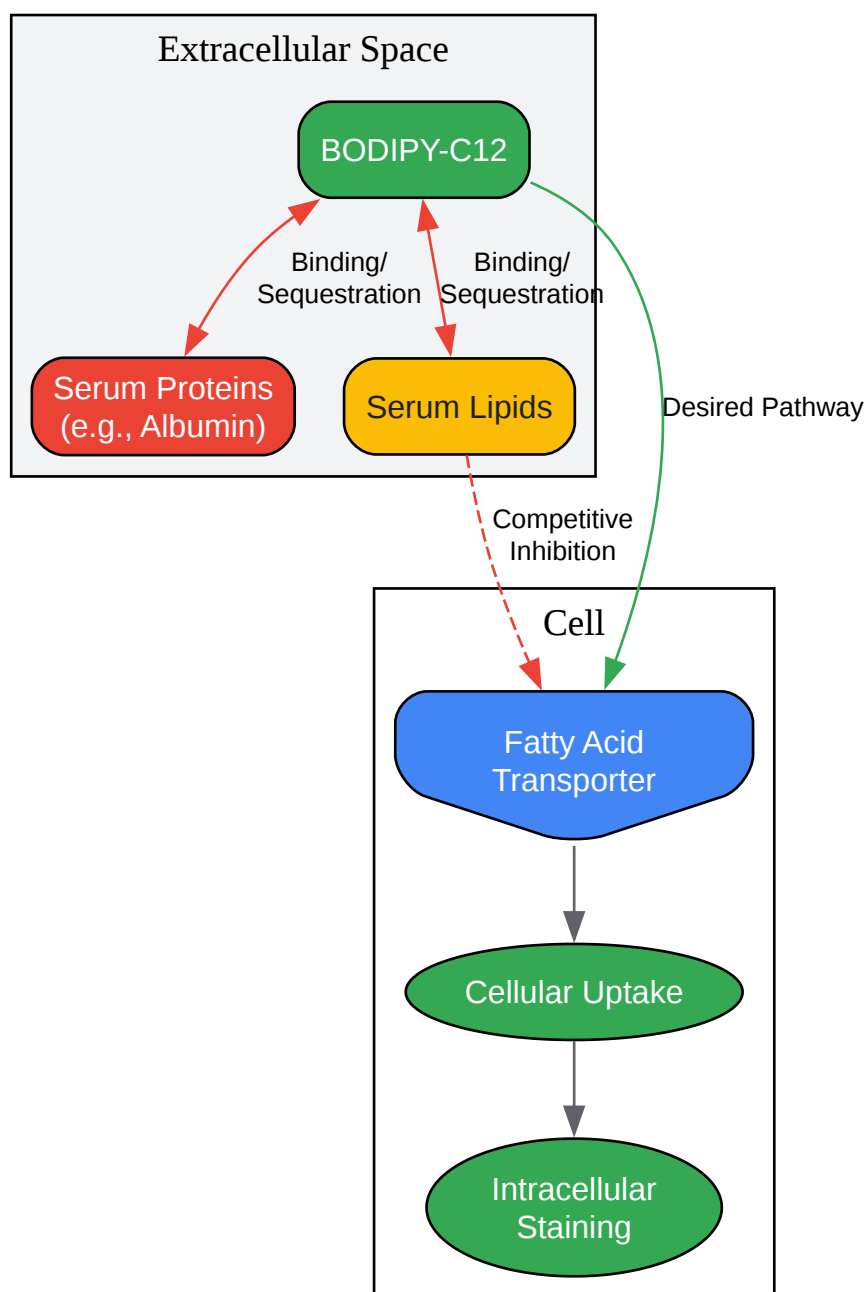 Extracellular Space
BODIPY-C12
Binding/
Sequestration
Binding/
Sequestration
Serum Proteins
(e.g., Albumin)
Serum Lipids
Desired Pathway
Competitive
Inhibition
Cell
Fatty Acid
Transporter
Cellular Uptake
Intracellular
Staining